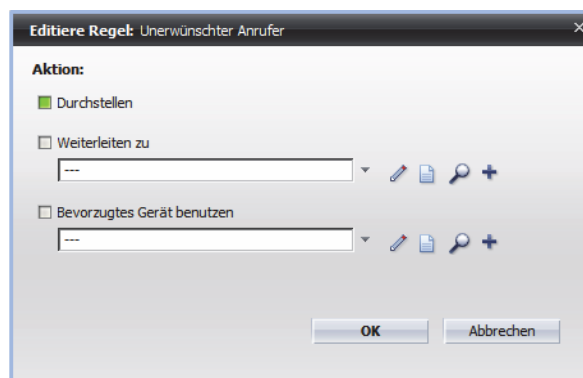 Editiere Regel: Unerwünschter Anrufer
Aktion:
Durchstellen
Weiterleiten zu
---
Bevorzugtes Gerät benutzen
---
OK
Abbrechen